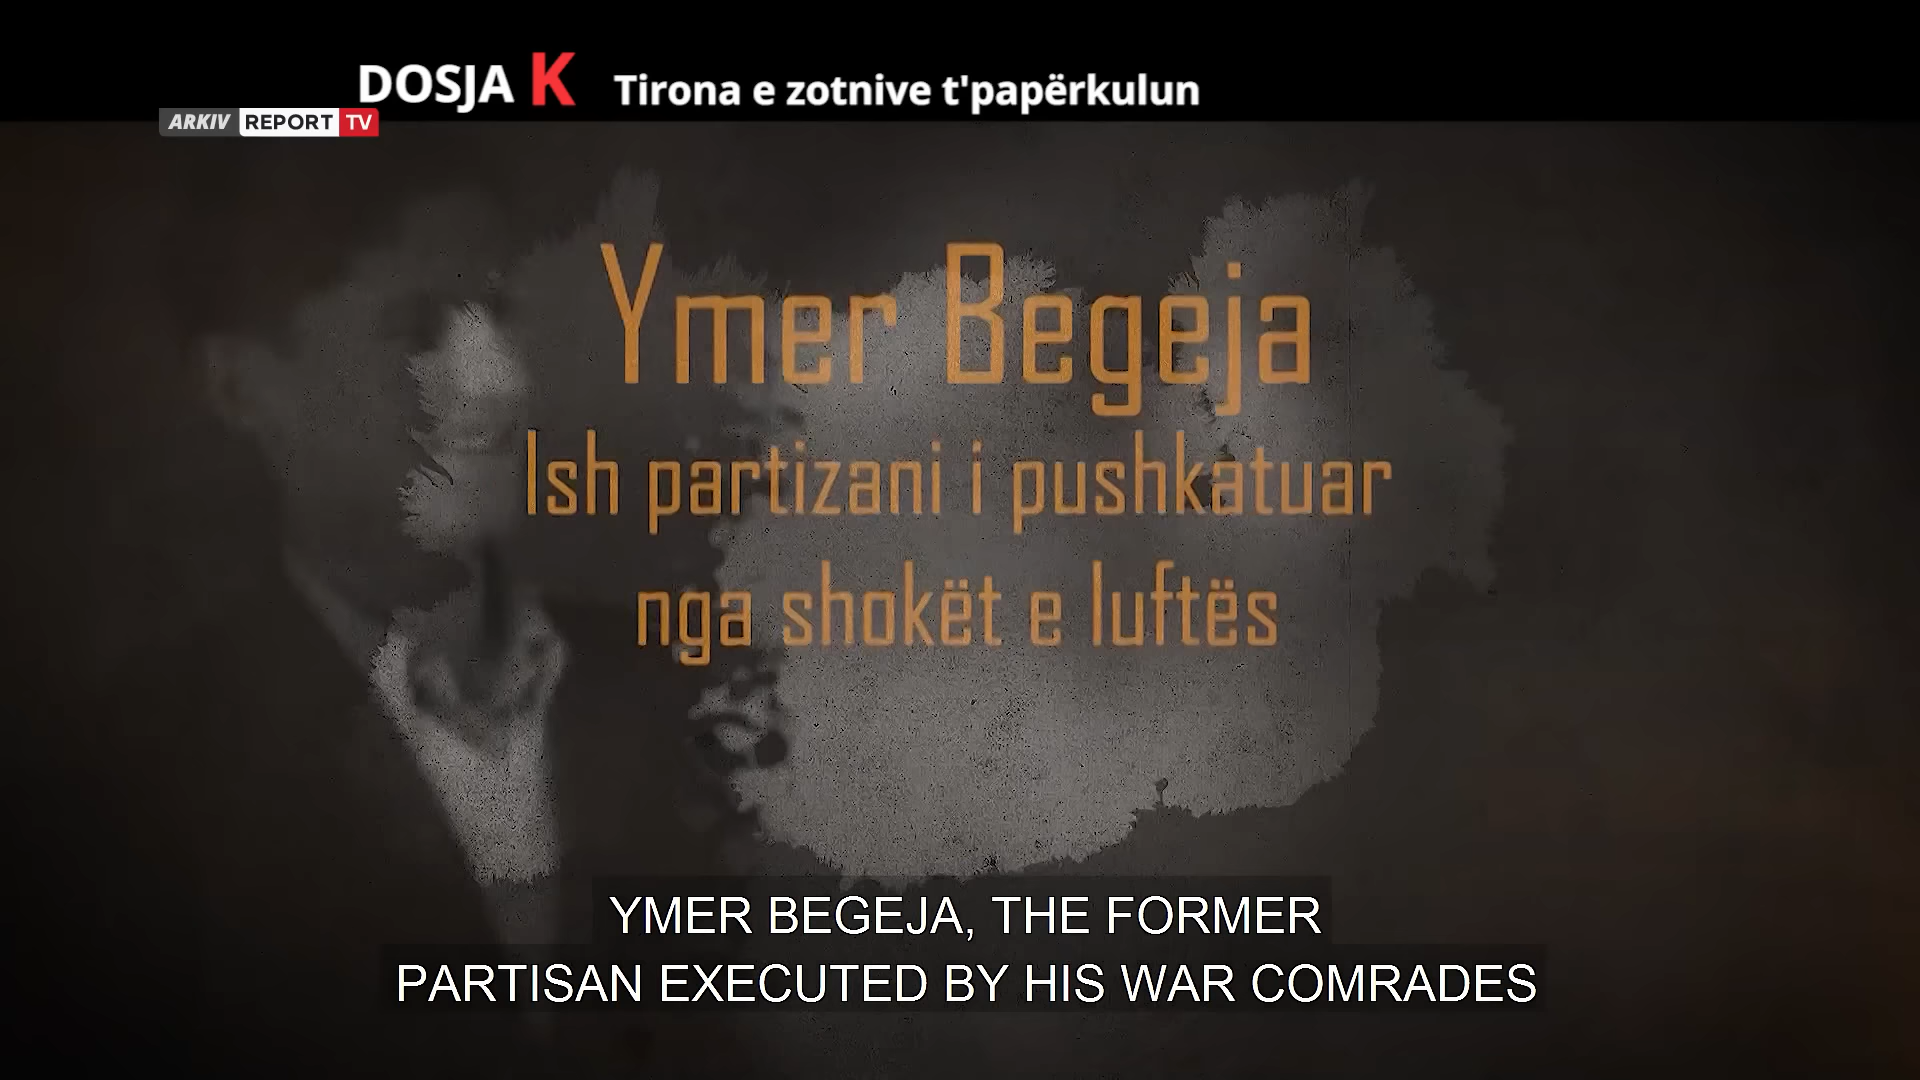 DOSJA K Tirona e zotnive t'papërkulun
ARKIV REPORT TV
Ymer Begeja
Ish partizani i pushkatuar
nga shokët e luftës
YMER BEGEJA, THE FORMER
PARTISAN EXECUTED BY HIS WAR COMRADES